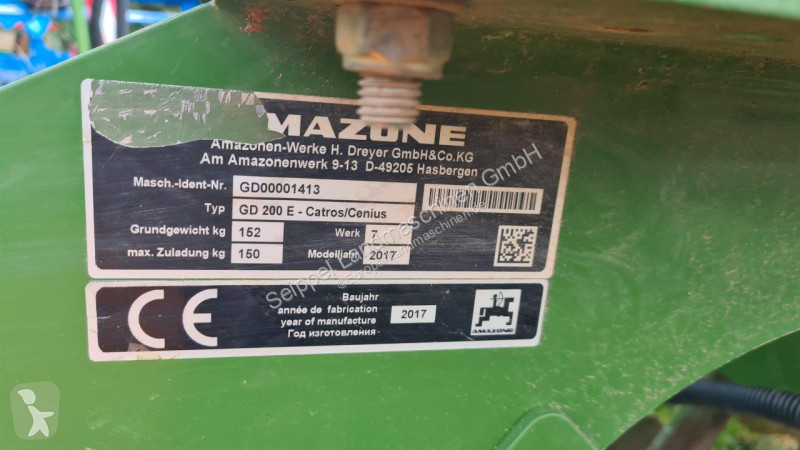 MAZONE
Amazonen-Werke H. Dreyer GmbH&Co.KG
Am Amazonenwerk 9-13 D-49205 Hasbergen
Masch.-Ident-Nr. GD00001413
Typ GD 200 E - Catros/Cenius
Grundgewicht kg 152 Werk 7
max. Zuladung kg 150 Modelljahr 2017
CE
Baujahr
année de fabrication
year of manufacture
Год изготовления
2017
AMAZONE
Seippel Landmaschinen GmbH